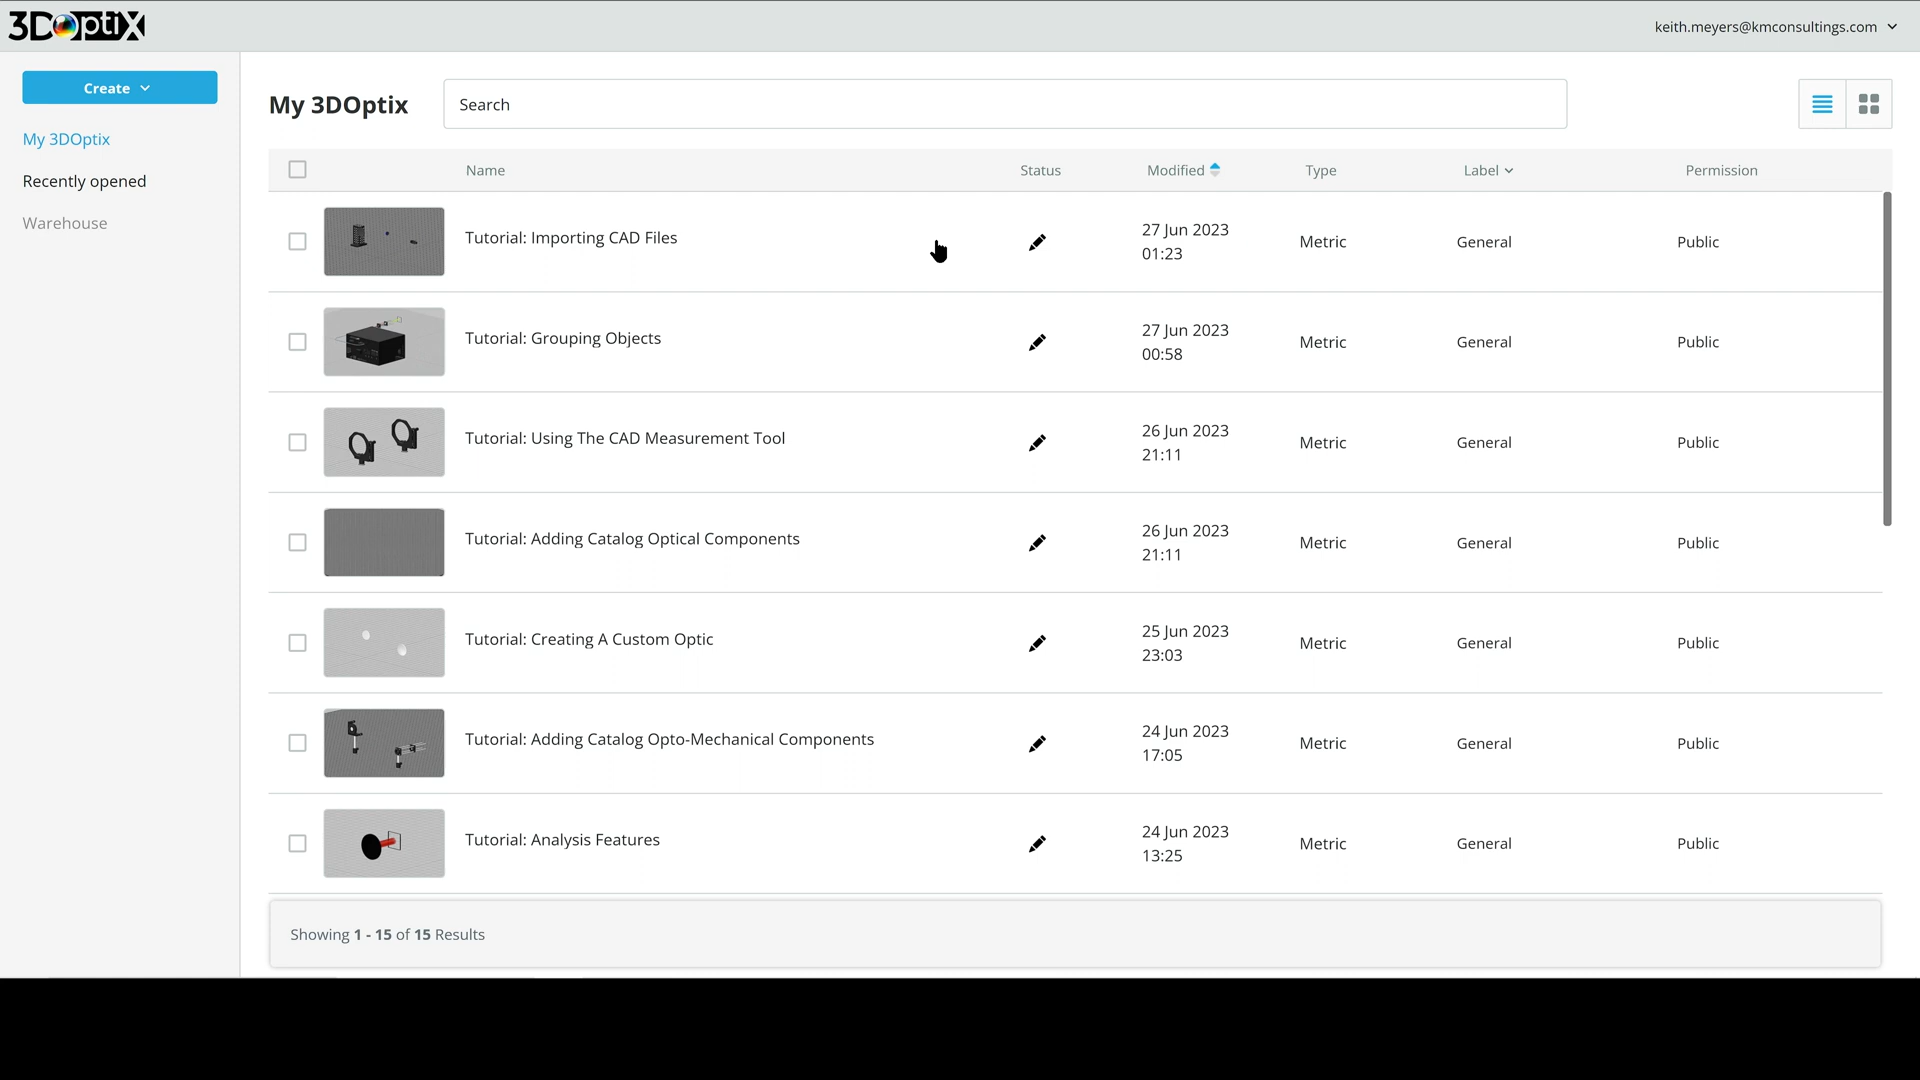 3DOptiX
keith.meyers@kmconsultings.com
Create
My 3DOptix
Recently opened
Warehouse
My 3DOptix
Search
Name Status Modified Type Label Permission
Tutorial: Importing CAD Files 27 Jun 2023 01:23 Metric General Public
Tutorial: Grouping Objects 27 Jun 2023 00:58 Metric General Public
Tutorial: Using The CAD Measurement Tool 26 Jun 2023 21:11 Metric General Public
Tutorial: Adding Catalog Optical Components 26 Jun 2023 21:11 Metric General Public
Tutorial: Creating A Custom Optic 25 Jun 2023 23:03 Metric General Public
Tutorial: Adding Catalog Opto-Mechanical Components 24 Jun 2023 17:05 Metric General Public
Tutorial: Analysis Features 24 Jun 2023 13:25 Metric General Public
Showing 1 - 15 of 15 Results